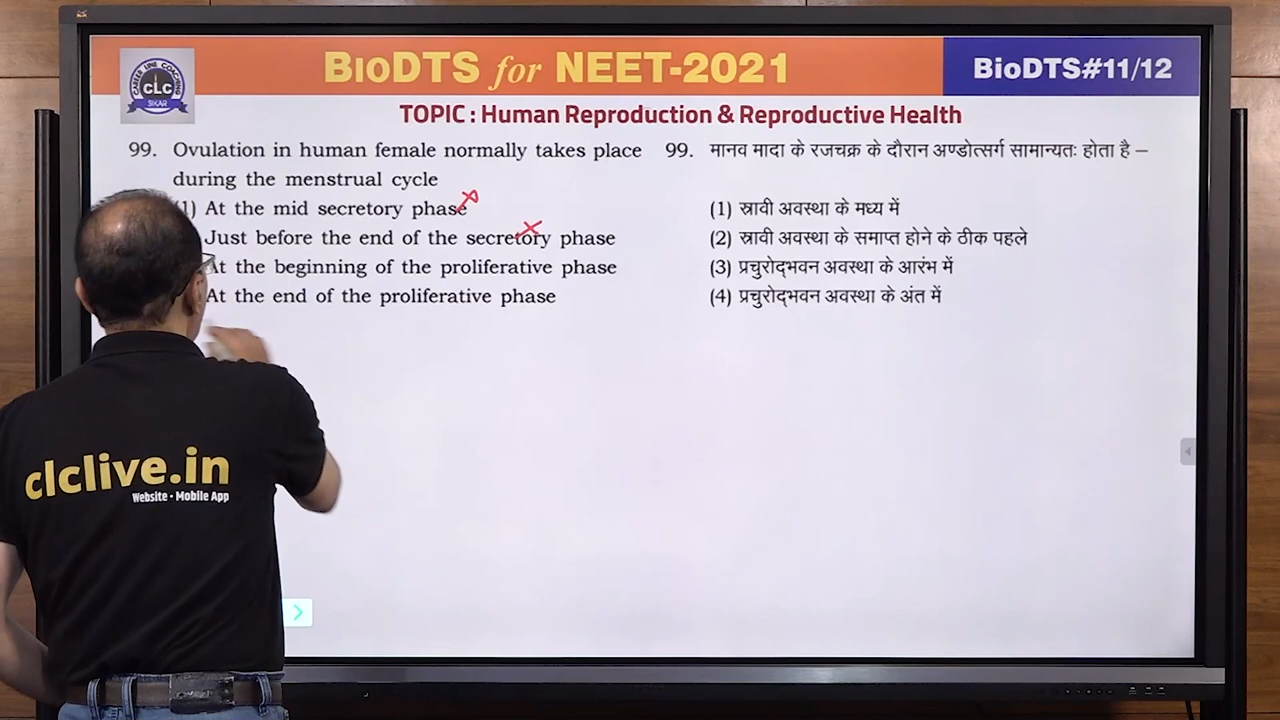 BIODTS for NEET-2021
BIODTS#11/12
CAREER LINE COACHING
CLC
SIKAR
TOPIC : Human Reproduction & Reproductive Health
99. Ovulation in human female normally takes place
during the menstrual cycle
1) At the mid secretory phase
Just before the end of the secretory phase
At the beginning of the proliferative phase
At the end of the proliferative phase
99. मानव मादा के रजचक्र के दौरान अण्डोत्सर्ग सामान्यतः होता है –
(1) स्रावी अवस्था के मध्य में
(2) स्रावी अवस्था के समाप्त होने के ठीक पहले
(3) प्रचुरोद्भवन अवस्था के आरंभ में
(4) प्रचुरोद्भवन अवस्था के अंत में
clclive.in
Website • Mobile App